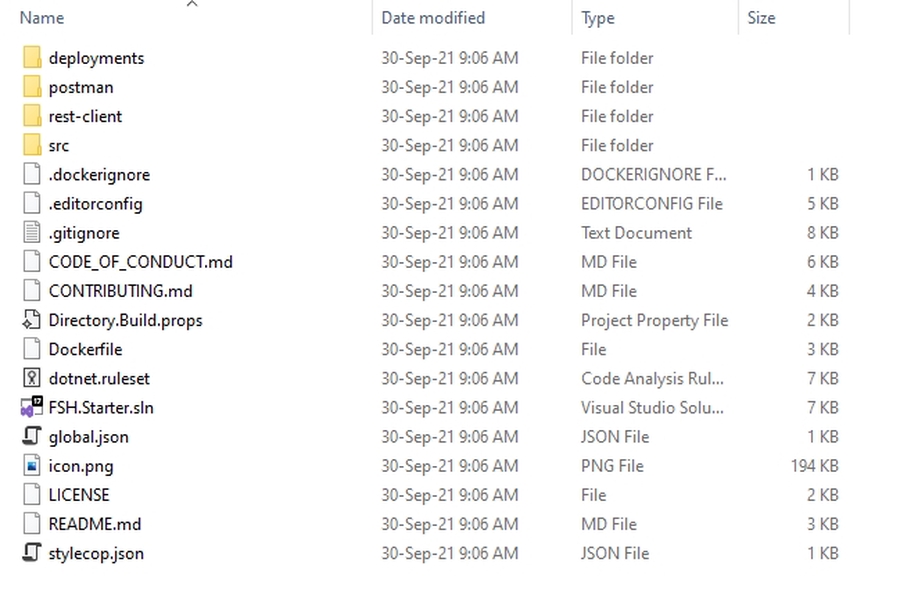 Name Date modified Type Size
deployments 30-Sep-21 9:06 AM File folder
postman 30-Sep-21 9:06 AM File folder
rest-client 30-Sep-21 9:06 AM File folder
src 30-Sep-21 9:06 AM File folder
.dockerignore 30-Sep-21 9:06 AM DOCKERIGNORE F... 1 KB
.editorconfig 30-Sep-21 9:06 AM EDITORCONFIG File 5 KB
.gitignore 30-Sep-21 9:06 AM Text Document 8 KB
CODE_OF_CONDUCT.md 30-Sep-21 9:06 AM MD File 6 KB
CONTRIBUTING.md 30-Sep-21 9:06 AM MD File 4 KB
Directory.Build.props 30-Sep-21 9:06 AM Project Property File 2 KB
Dockerfile 30-Sep-21 9:06 AM File 3 KB
dotnet.ruleset 30-Sep-21 9:06 AM Code Analysis Rul... 7 KB
FSH.Starter.sln 30-Sep-21 9:06 AM Visual Studio Solu... 7 KB
global.json 30-Sep-21 9:06 AM JSON File 1 KB
icon.png 30-Sep-21 9:06 AM PNG File 194 KB
LICENSE 30-Sep-21 9:06 AM File 2 KB
README.md 30-Sep-21 9:06 AM MD File 3 KB
stylecop.json 30-Sep-21 9:06 AM JSON File 1 KB